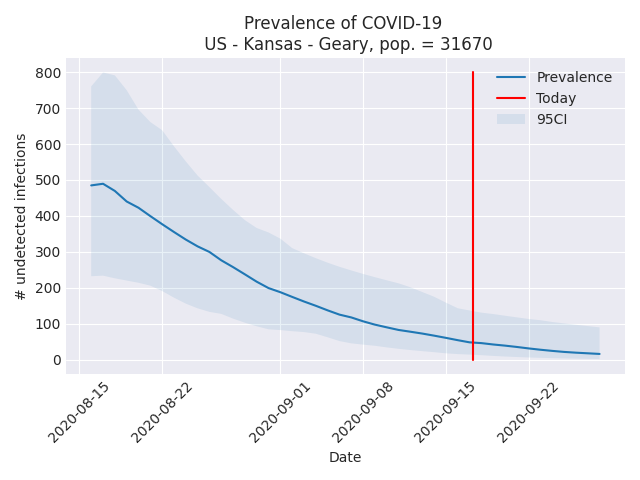 Prevalence of COVID-19
US - Kansas - Geary, pop. = 31670
800
700
600
500
400
300
200
100
0
# undetected infections
Prevalence
Today
95CI
2020-08-15
2020-08-22
2020-09-01
2020-09-08
2020-09-15
2020-09-22
Date